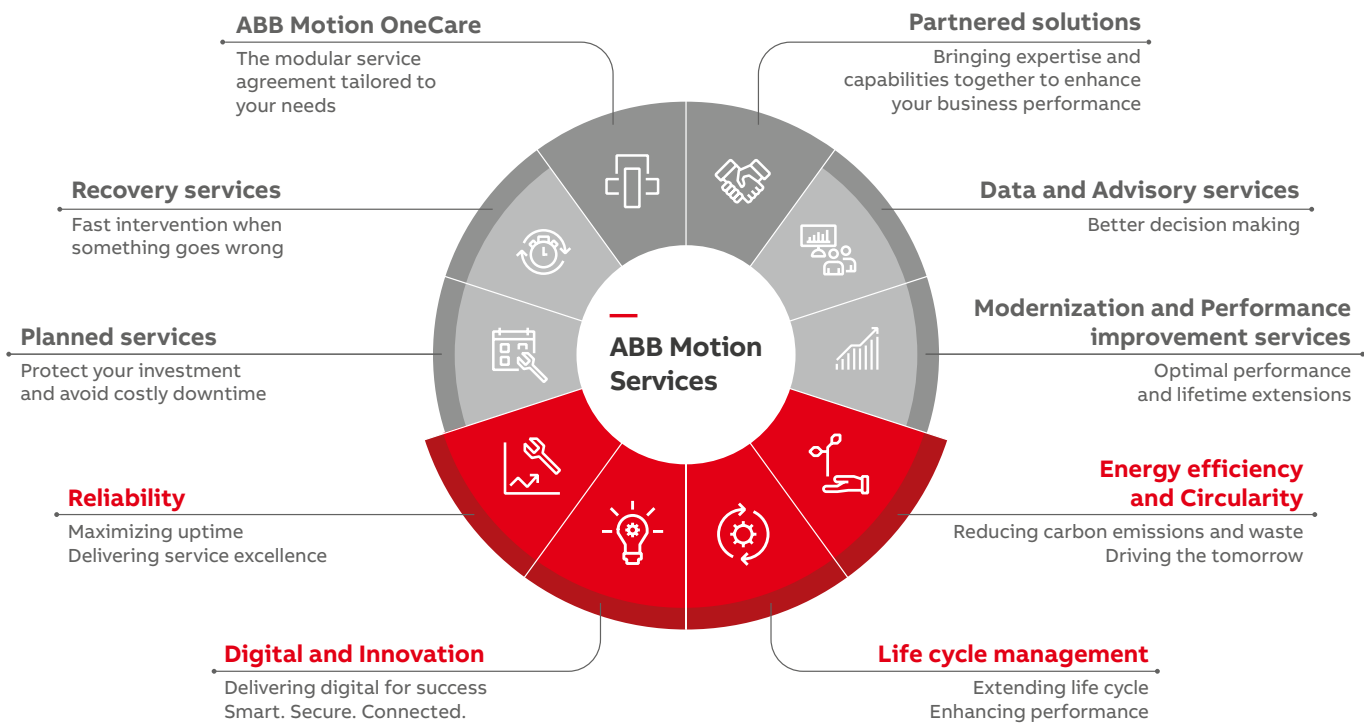 ABB Motion OneCare
The modular service
agreement tailored to
your needs
Partnered solutions
Bringing expertise and
capabilities together to enhance
your business performance
Recovery services
Fast intervention when
something goes wrong
Data and Advisory services
Better decision making
Planned services
Protect your investment
and avoid costly downtime
ABB Motion
Services
Modernization and Performance
improvement services
Optimal performance
and lifetime extensions
Reliability
Maximizing uptime
Delivering service excellence
Energy efficiency
and Circularity
Reducing carbon emissions and waste
Driving the tomorrow
Digital and Innovation
Delivering digital for success
Smart. Secure. Connected.
Life cycle management
Extending life cycle
Enhancing performance